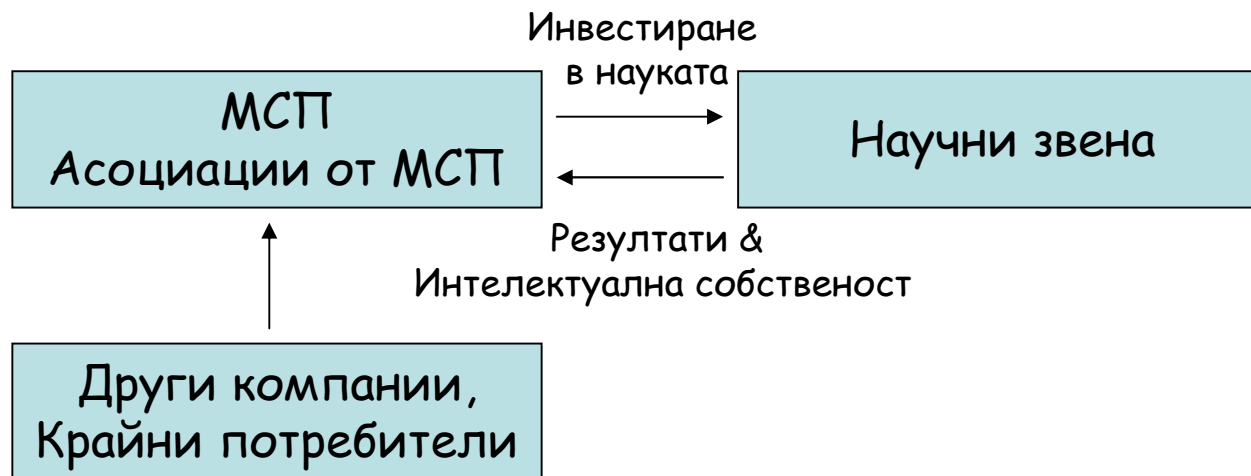 Инвестиране
в науката
МСП
Асоциации от МСП
Научни звена
Резултати &
Интелектуална собственост
Други компании,
Крайни потребители